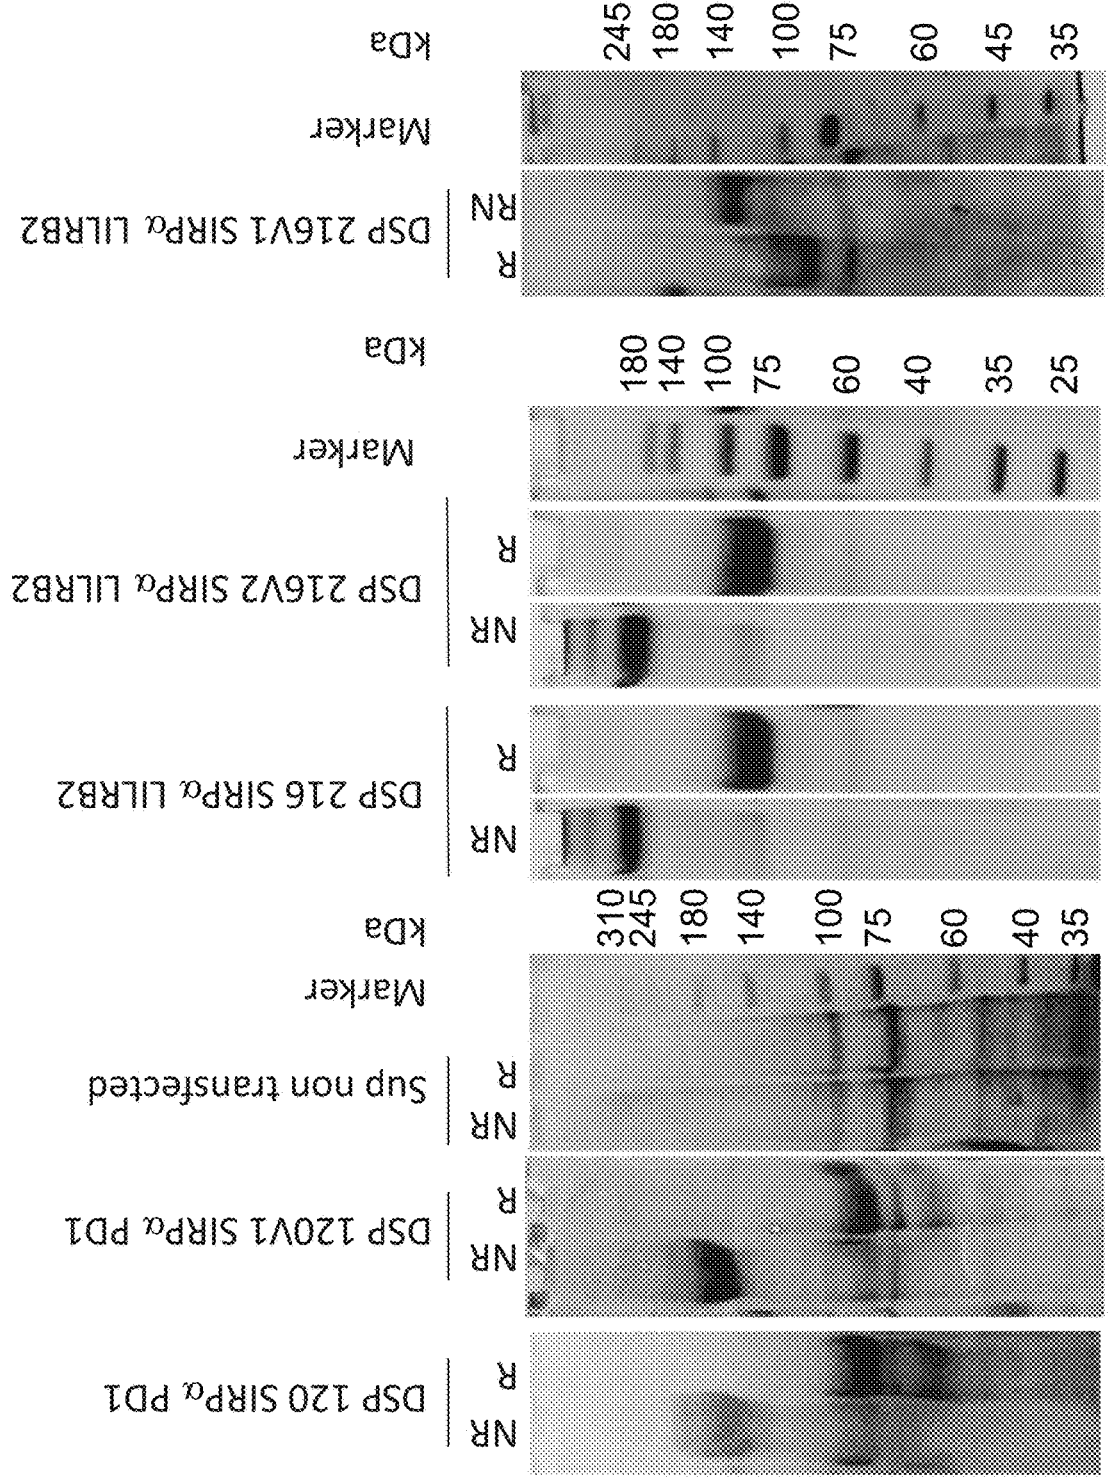 DSP 120 SIRPα PD1
NR
R
DSP 120V1 SIRPα PD1
NR
R
Sup non transfected
NR
R
Marker
kDa
310
245
180
140
100
75
60
40
35
DSP 216 SIRPα LILRB2
NR
R
DSP 216V2 SIRPα LILRB2
NR
R
Marker
kDa
180
140
100
75
60
40
35
25
DSP 216V1 SIRPα LILRB2
R
RN
Marker
kDa
245
180
140
100
75
60
45
35